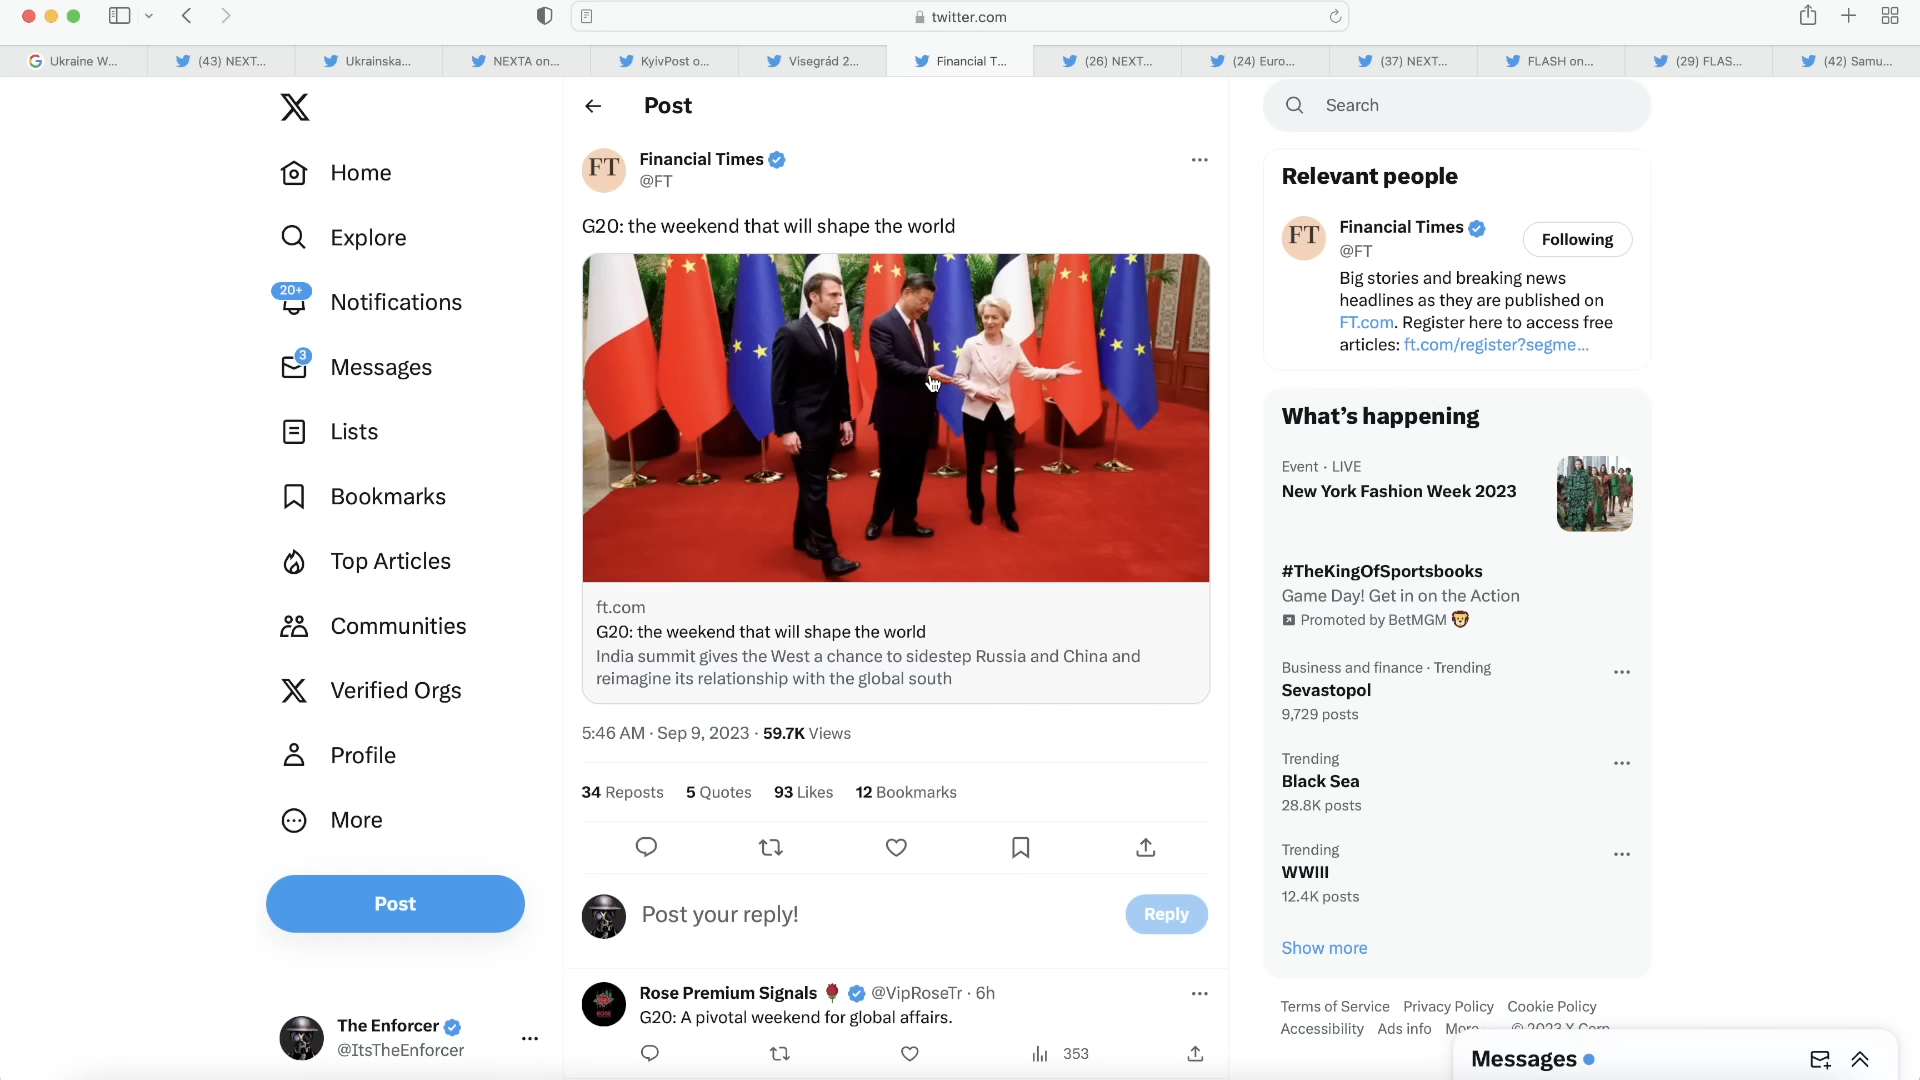 twitter.com
Ukraine W...
(43) NEXT...
Ukrainska...
NEXTA on...
KyivPost o...
Visegrád 2...
Financial T...
(26) NEXT...
(24) Euro...
(37) NEXT...
FLASH on...
(29) FLAS...
(42) Samu...
Home
Explore
20+
Notifications
3
Messages
Lists
Bookmarks
Top Articles
Communities
Verified Orgs
Profile
More
Post
The Enforcer
@ItsTheEnforcer
Post
FT
Financial Times
@FT
G20: the weekend that will shape the world
ft.com
G20: the weekend that will shape the world
India summit gives the West a chance to sidestep Russia and China and
reimagine its relationship with the global south
5:46 AM · Sep 9, 2023 · 59.7K Views
34 Reposts 5 Quotes 93 Likes 12 Bookmarks
Post your reply!
Reply
Rose Premium Signals @VipRoseTr · 6h
G20: A pivotal weekend for global affairs.
353
Search
Relevant people
FT
Financial Times
@FT
Following
Big stories and breaking news
headlines as they are published on
FT.com. Register here to access free
articles: ft.com/register?segme...
What's happening
Event · LIVE
New York Fashion Week 2023
#TheKingOfSportsbooks
Game Day! Get in on the Action
Promoted by BetMGM
Business and finance · Trending
Sevastopol
9,729 posts
Trending
Black Sea
28.8K posts
Trending
WWIII
12.4K posts
Show more
Terms of Service Privacy Policy Cookie Policy
Accessibility Ads info More... © 2023 X Corp.
Messages